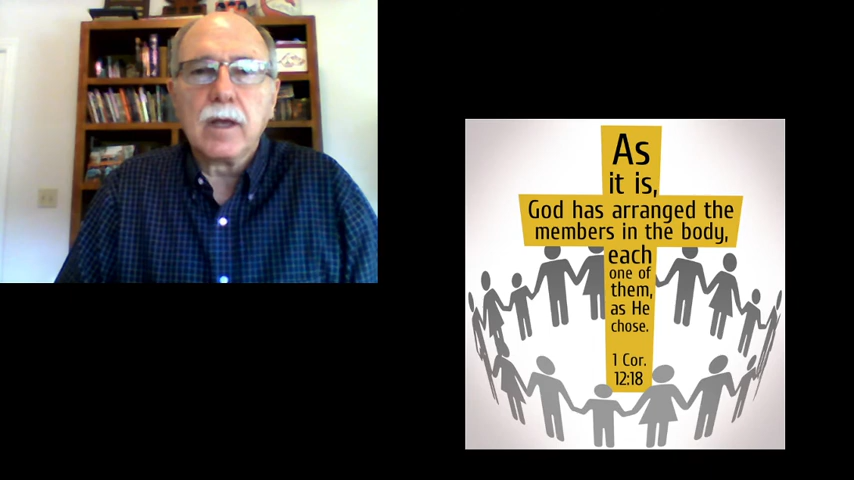 As
it is,
God has arranged the
members in the body,
each
one of
them,
as He
chose.
1 Cor.
12:18